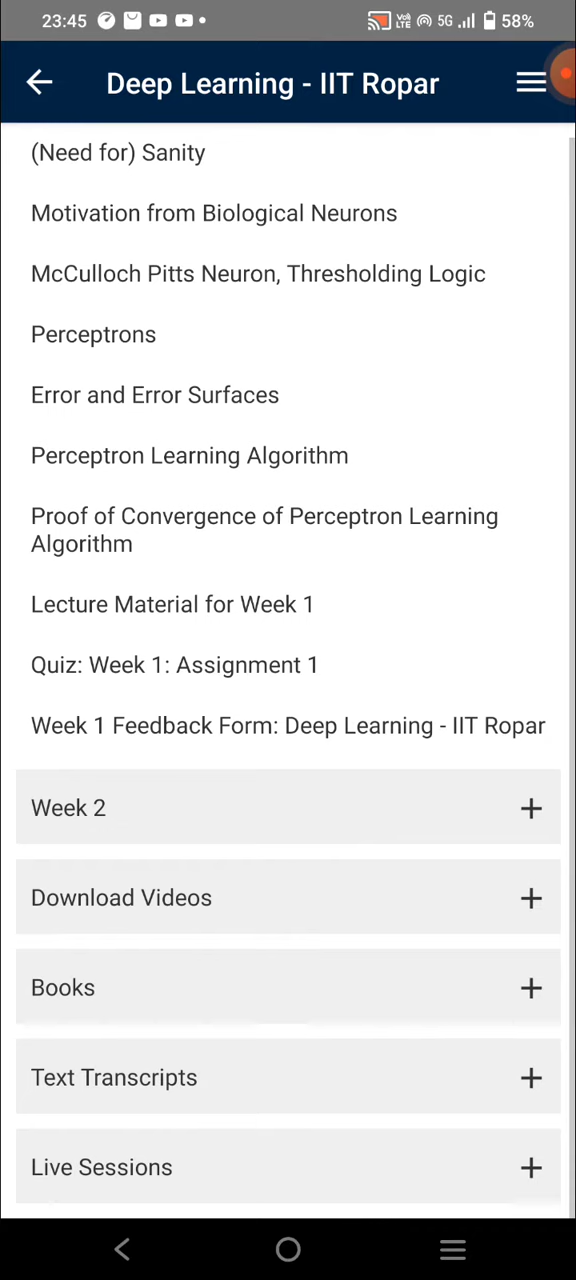 23:45 Vo) LTE 5G 58%
Deep Learning - IIT Ropar
(Need for) Sanity
Motivation from Biological Neurons
McCulloch Pitts Neuron, Thresholding Logic
Perceptrons
Error and Error Surfaces
Perceptron Learning Algorithm
Proof of Convergence of Perceptron Learning
Algorithm
Lecture Material for Week 1
Quiz: Week 1: Assignment 1
Week 1 Feedback Form: Deep Learning - IIT Ropar
Week 2 +
Download Videos +
Books +
Text Transcripts +
Live Sessions +